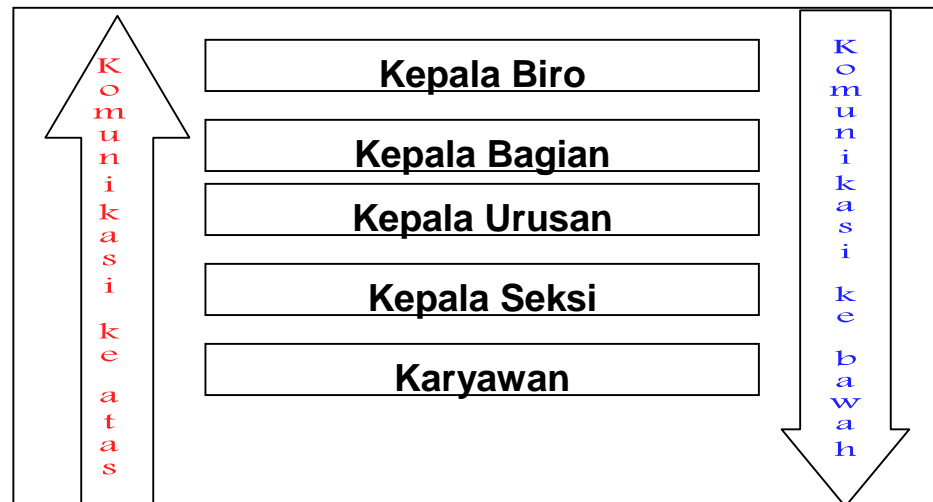 Komunikasi ke atas
Kepala Biro
Kepala Bagian
Kepala Urusan
Kepala Seksi
Karyawan
Komunikasi ke bawah